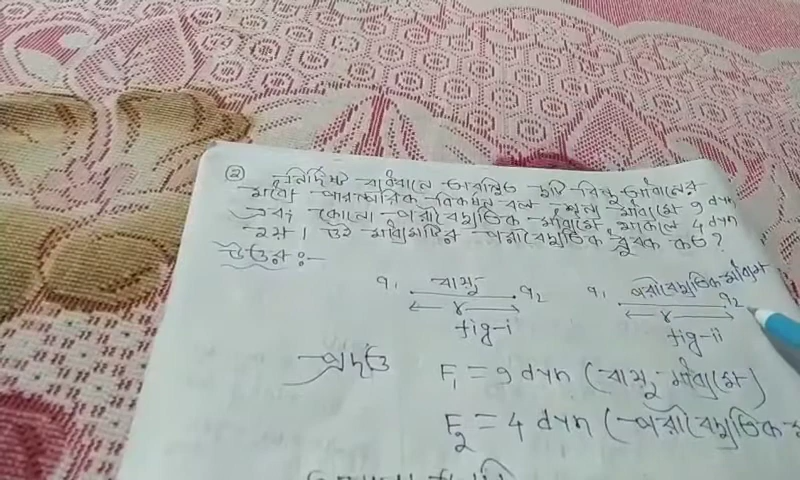 ② নির্দিষ্ট ব্যবধানে অবস্থিত দুটি বিন্দু আধানের
মধ্যে পারস্পরিক বিকর্ষণ বল শূন্য মাধ্যমে 9 dyn
এবং কোনো পরাবৈদ্যুতিক মাধ্যমে থাকলে 4 dyn
হয়। ওই মাধ্যমটির পরাবৈদ্যুতিক ধ্রুবক কত?
উত্তর :-
q₁ বায়ু q₂ q₁ পরাবৈদ্যুতিক মাধ্যম q₂
r r
fig-i fig-ii
প্রদত্ত F₁ = 9 dyn (বায়ু মাধ্যমে)
F₂ = 4 dyn (পরাবৈদ্যুতিক-